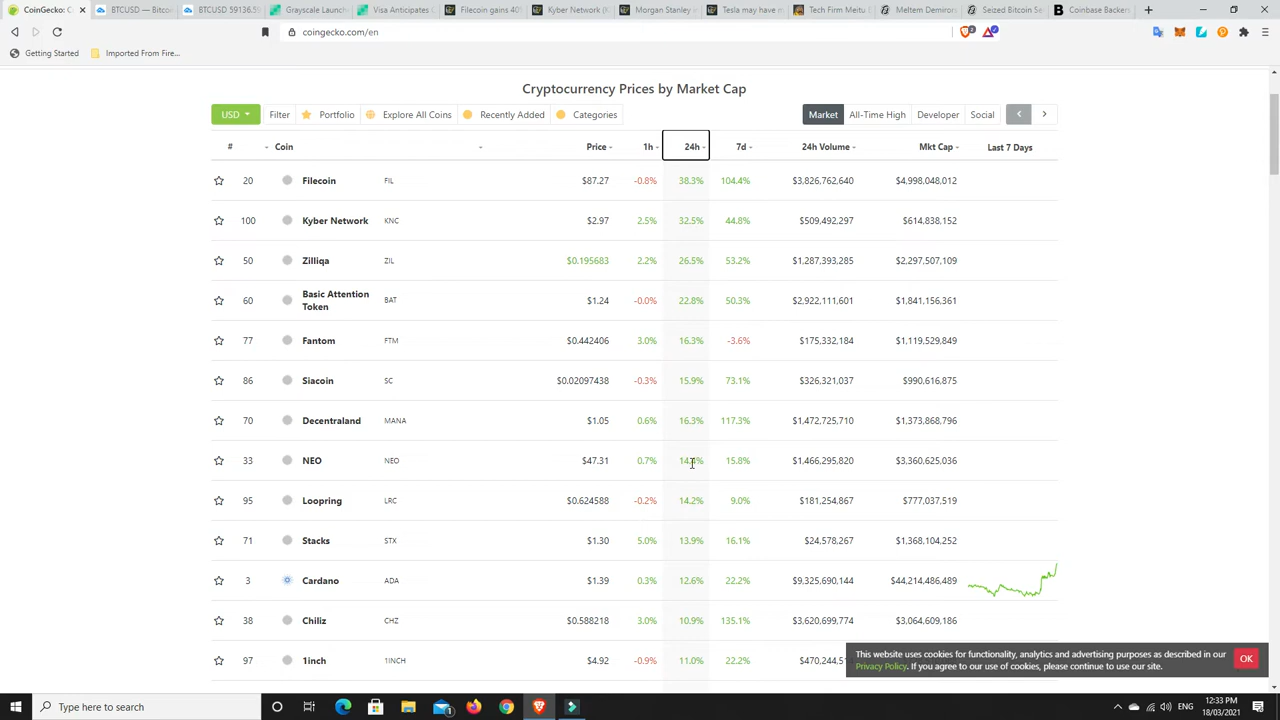 CoinGecko: C
BTCUSD — Bitcoi
BTCUSD 59136.5
Grayscale Launch
Visa Anticipates C
Filecoin gains 40%
Kyber Network (K
Morgan Stanley w
Tesla may have m
Tech Firm Meitu D
Meltem Demirors
Seized Bitcoin Se
Coinbase Backers
coingecko.com/en
Getting Started
Imported From Fire...
Cryptocurrency Prices by Market Cap
USD Filter Portfolio Explore All Coins Recently Added Categories Market All-Time High Developer Social
# Coin Price 1h 24h 7d 24h Volume Mkt Cap Last 7 Days
20 Filecoin FIL $87.27 -0.8% 38.3% 104.4% $3,826,762,640 $4,998,048,012
100 Kyber Network KNC $2.97 2.5% 32.5% 44.8% $509,492,297 $614,838,152
50 Zilliqa ZIL $0.195683 2.2% 26.5% 53.2% $1,287,393,285 $2,297,507,109
60 Basic Attention
Token BAT $1.24 -0.0% 22.8% 50.3% $2,922,111,601 $1,841,156,361
77 Fantom FTM $0.442406 3.0% 16.3% -3.6% $175,332,184 $1,119,529,849
86 Siacoin SC $0.02097438 -0.3% 15.9% 73.1% $326,321,037 $990,616,875
70 Decentraland MANA $1.05 0.6% 16.3% 117.3% $1,472,725,710 $1,373,868,796
33 NEO NEO $47.31 0.7% 15.8% $1,466,295,820 $3,360,625,036
95 Loopring LRC $0.624588 -0.2% 14.2% 9.0% $181,254,867 $777,037,519
71 Stacks STX $1.30 5.0% 13.9% 16.1% $24,578,267 $1,368,104,252
3 Cardano ADA $1.39 0.3% 12.6% 22.2% $9,325,690,144 $44,214,486,489
38 Chiliz CHZ $0.588218 3.0% 10.9% 135.1% $3,620,699,774 $3,064,609,186
97 1inch 1INCH $4.92 -0.9% 11.0% 22.2% $470,244,5
This website uses cookies for functionality, analytics and advertising purposes as described in our
Privacy Policy. If you agree to our use of cookies, please continue to use our site.
OK
Type here to search
ENG
12:33 PM
18/03/2021